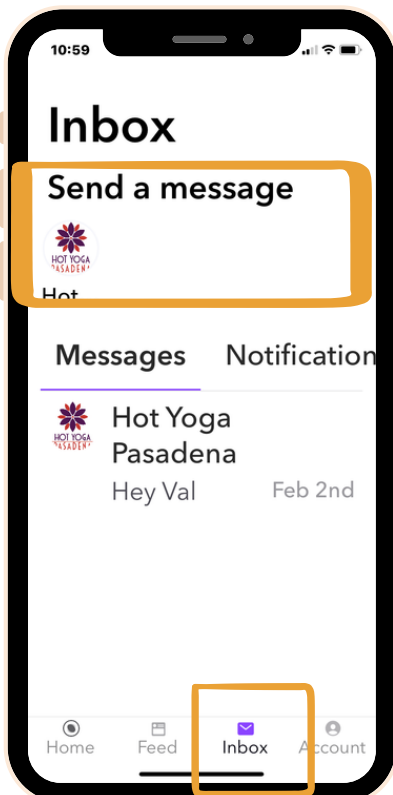 10:59
Inbox
Send a message
HOT YOGA
PASADENA
Hot
Messages Notification
HOT YOGA
PASADENA
Hot Yoga
Pasadena
Hey Val Feb 2nd
Home Feed Inbox Account